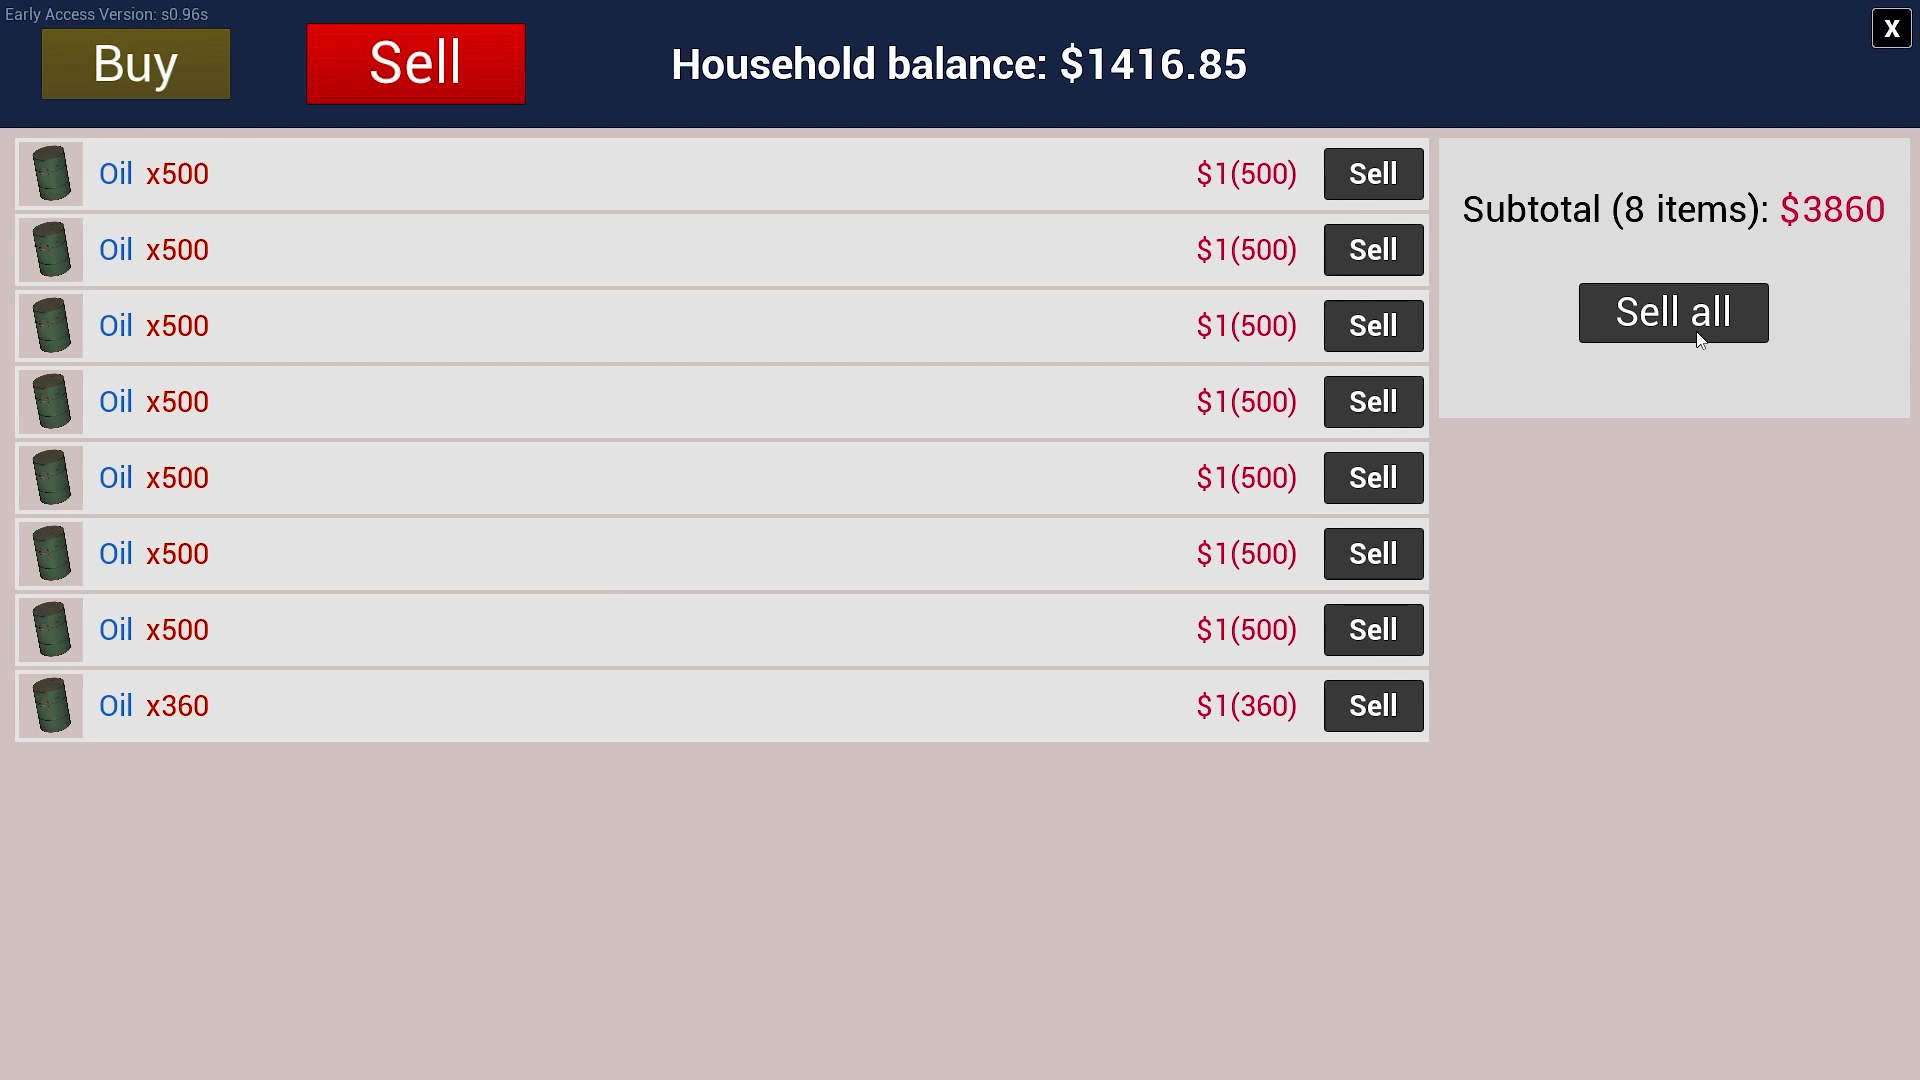 Early Access Version: s0.96s
Buy Sell Household balance: $1416.85 X
Oil x500 $1(500) Sell
Subtotal (8 items): $3860
Sell all
Oil x500 $1(500) Sell
Oil x500 $1(500) Sell
Oil x500 $1(500) Sell
Oil x500 $1(500) Sell
Oil x500 $1(500) Sell
Oil x500 $1(500) Sell
Oil x360 $1(360) Sell